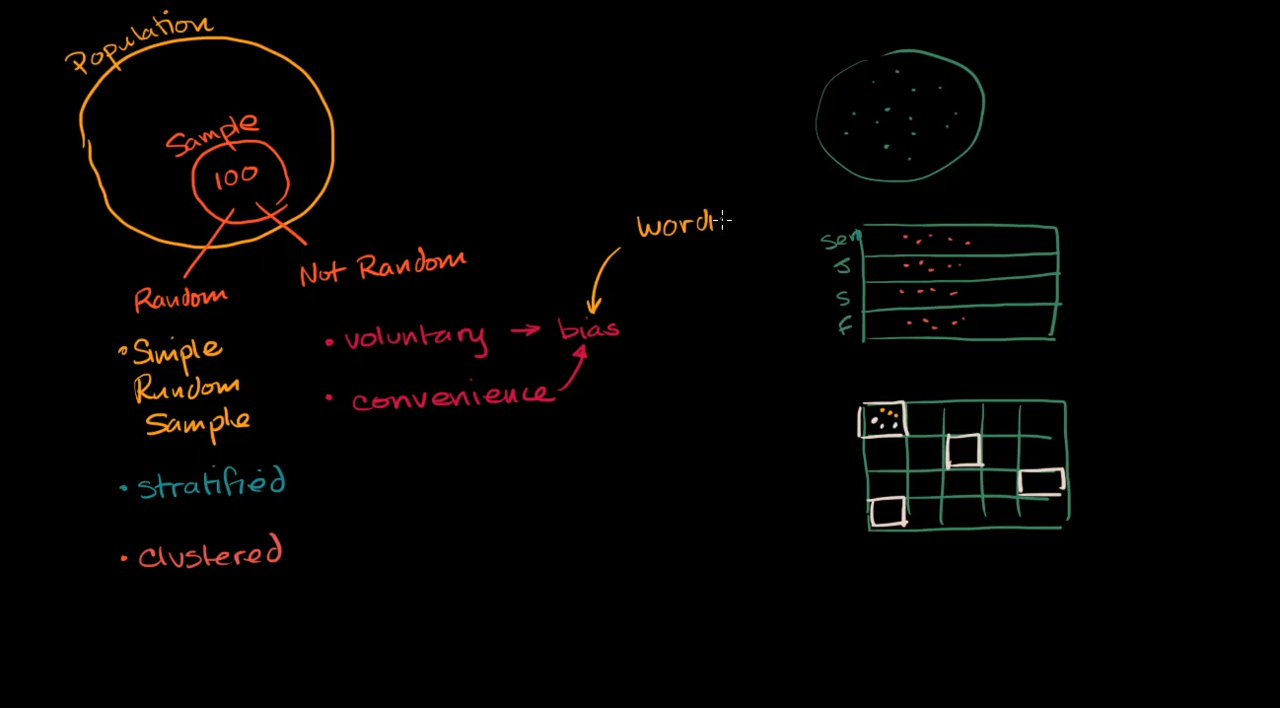 Population
Sample
100
Random
Not Random
• Simple
Random
Sample
• stratified
• clustered
• voluntary → bias
• convenience
word
sen
J
S
f